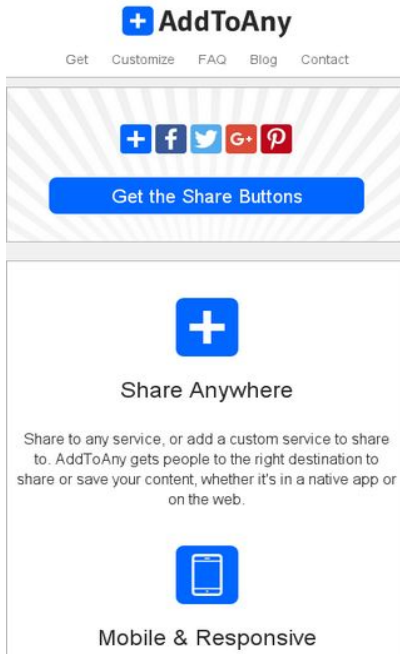 AddToAny
Get Customize FAQ Blog Contact
Get the Share Buttons
Share Anywhere
Share to any service, or add a custom service to share
to. AddToAny gets people to the right destination to
share or save your content, whether it's in a native app or
on the web.
Mobile & Responsive